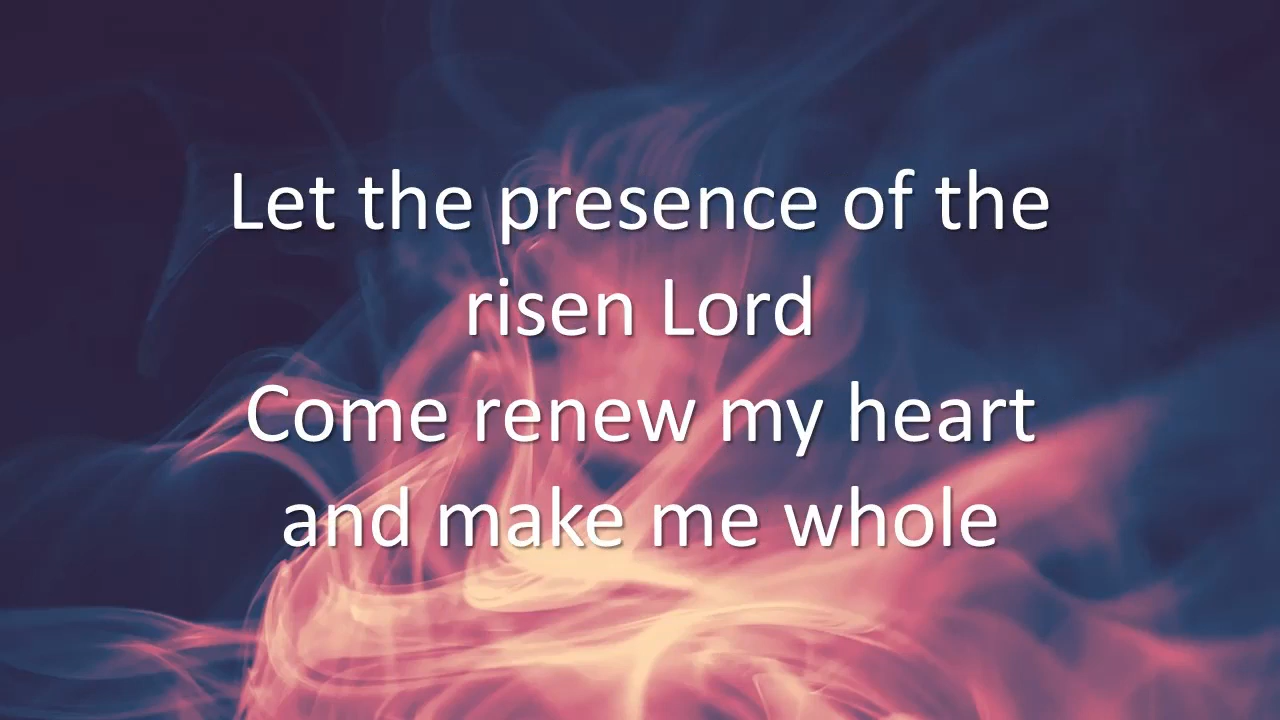 Let the presence of the
risen Lord
Come renew my heart
and make me whole